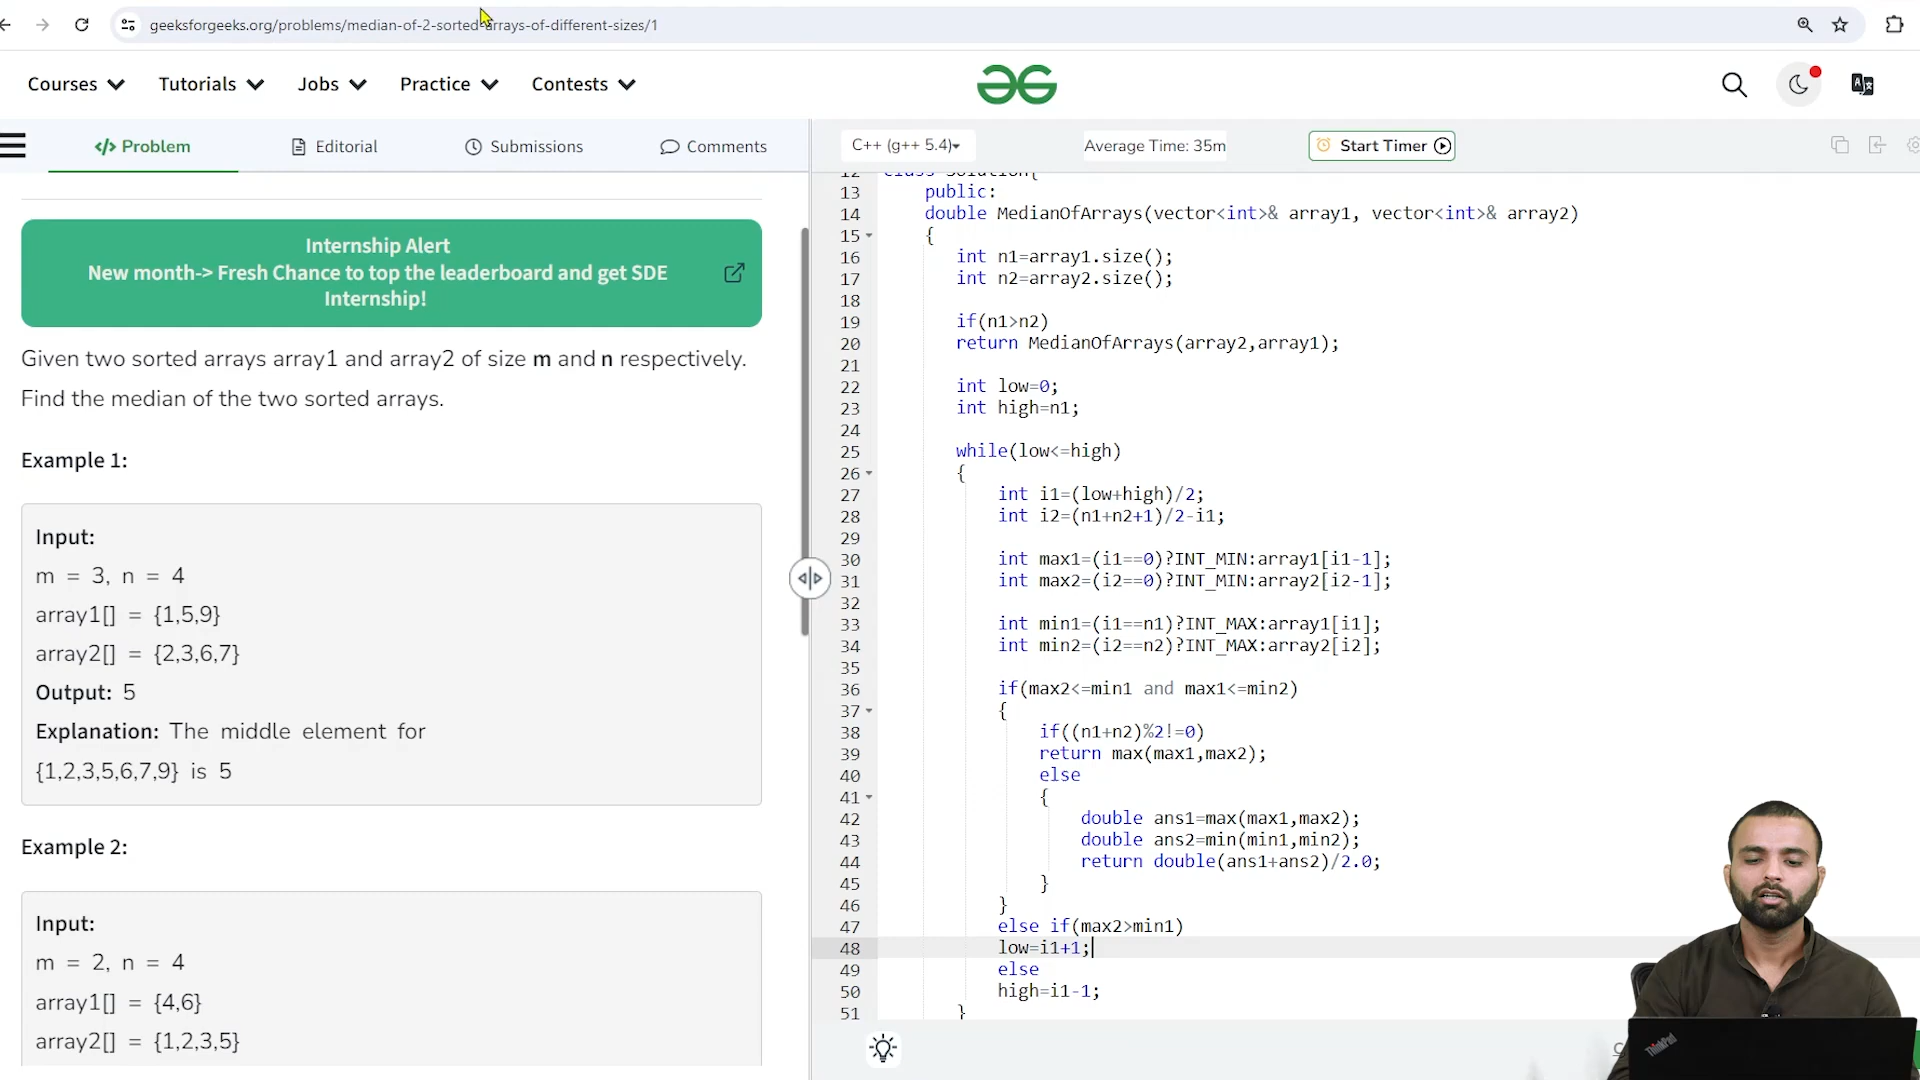 geeksforgeeks.org/problems/median-of-2-sorted-arrays-of-different-sizes/1
Courses Tutorials Jobs Practice Contests
</> Problem Editorial Submissions Comments
Internship Alert
New month-> Fresh Chance to top the leaderboard and get SDE
Internship!
Given two sorted arrays array1 and array2 of size m and n respectively.
Find the median of the two sorted arrays.
Example 1:
Input:
m = 3, n = 4
array1[] = {1,5,9}
array2[] = {2,3,6,7}
Output: 5
Explanation: The middle element for
{1,2,3,5,6,7,9} is 5
Example 2:
Input:
m = 2, n = 4
array1[] = {4,6}
array2[] = {1,2,3,5}
C++ (g++ 5.4) Average Time: 35m Start Timer
12 class Solution{
13 public:
14 double MedianOfArrays(vector<int>& array1, vector<int>& array2)
15 {
16 int n1=array1.size();
17 int n2=array2.size();
18
19 if(n1>n2)
20 return MedianOfArrays(array2,array1);
21
22 int low=0;
23 int high=n1;
24
25 while(low<=high)
26 {
27 int i1=(low+high)/2;
28 int i2=(n1+n2+1)/2-i1;
29
30 int max1=(i1==0)?INT_MIN:array1[i1-1];
31 int max2=(i2==0)?INT_MIN:array2[i2-1];
32
33 int min1=(i1==n1)?INT_MAX:array1[i1];
34 int min2=(i2==n2)?INT_MAX:array2[i2];
35
36 if(max2<=min1 and max1<=min2)
37 {
38 if((n1+n2)%2!=0)
39 return max(max1,max2);
40 else
41 {
42 double ans1=max(max1,max2);
43 double ans2=min(min1,min2);
44 return double(ans1+ans2)/2.0;
45 }
46 }
47 else if(max2>min1)
48 low=i1+1;
49 else
50 high=i1-1;
51 }
ThinkPad